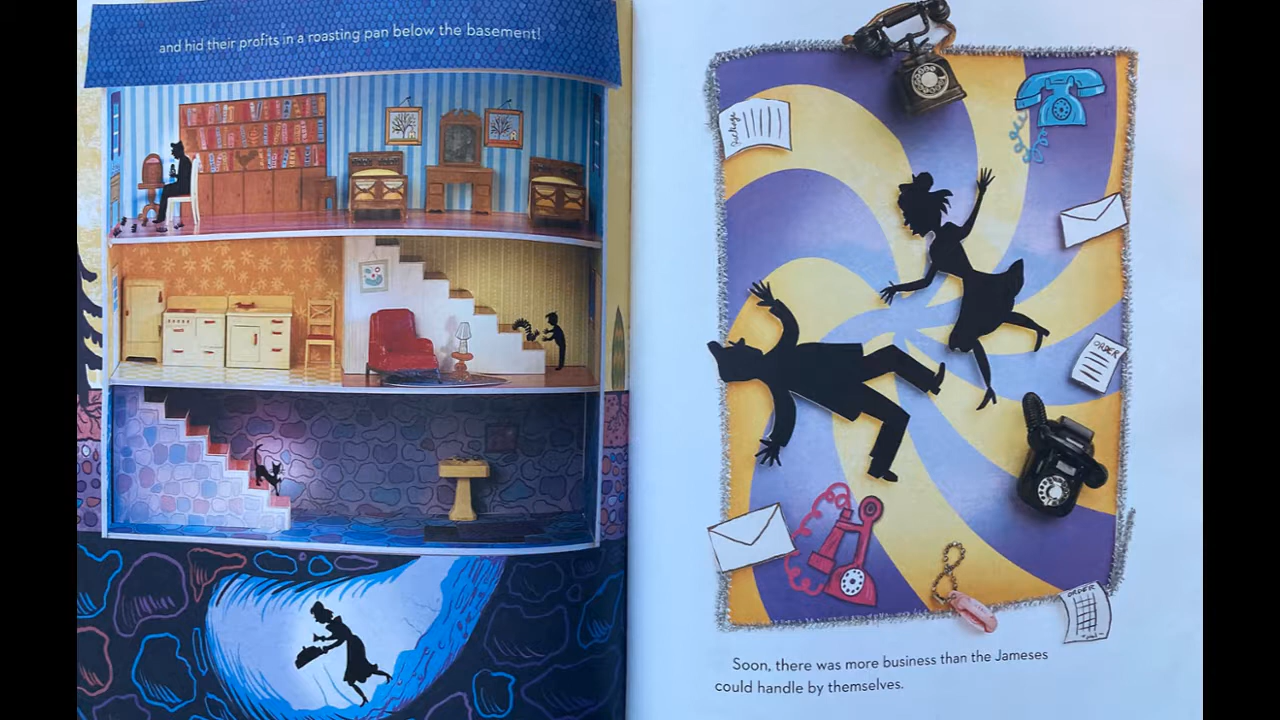 and hid their profits in a roasting pan below the basement!
ORDER
ORDER
Soon, there was more business than the Jameses
could handle by themselves.